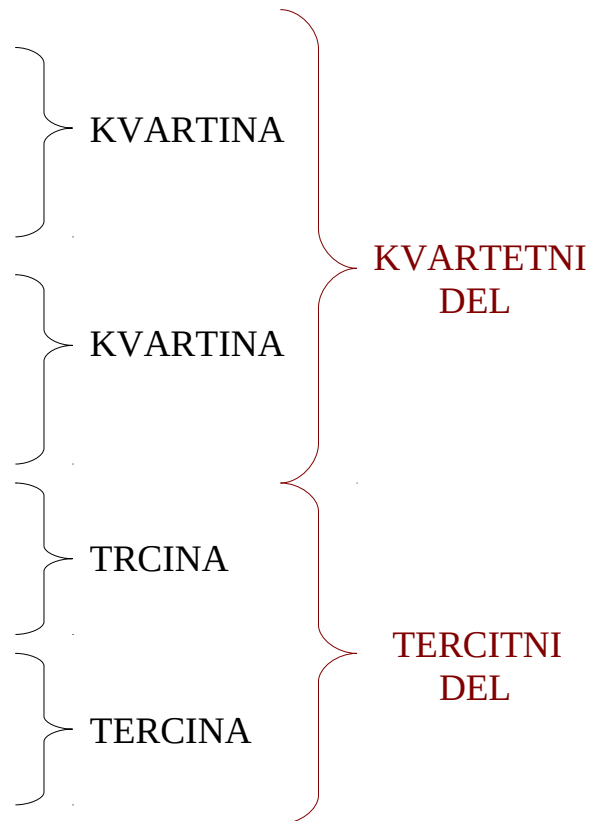 KVARTINA
KVARTETNI
DEL
KVARTINA
TRCINA
TERCITNI
DEL
TERCINA